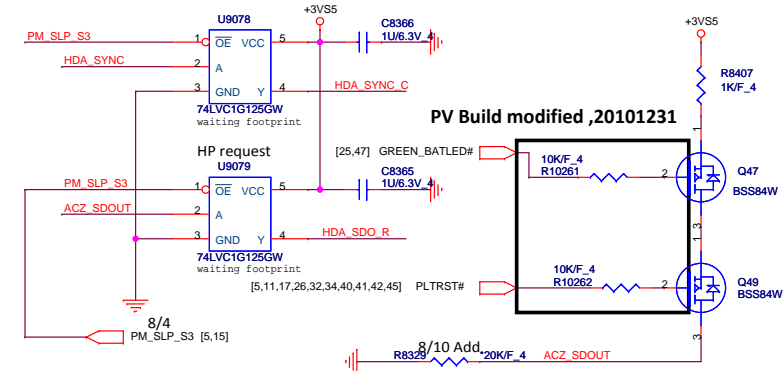 U9078
+3VS5
PM_SLP_S3
1
OE
VCC
5
C8366
1U/6.3V_4
HDA_SYNC
2
A
3
GND
Y
4
HDA_SYNC_C
74LVC1G125GW
waiting footprint
HP request
U9079
PM_SLP_S3
1
OE
VCC
5
C8365
1U/6.3V_4
ACZ_SDOUT
2
A
3
GND
Y
4
HDA_SDO_R
74LVC1G125GW
waiting footprint
8/4
PM_SLP_S3 [5,15]
+3VS5
R8407
1K/F_4
PV Build modified ,20101231
1
[25,47] GREEN_BATLED#
10K/F_4
R10261
2
Q47
BSS84W
3
1
[5,11,17,26,32,34,40,41,42,45] PLTRST#
10K/F_4
R10262
2
Q49
BSS84W
3
8/10 Add
R8329
*20K/F_4
ACZ_SDOUT